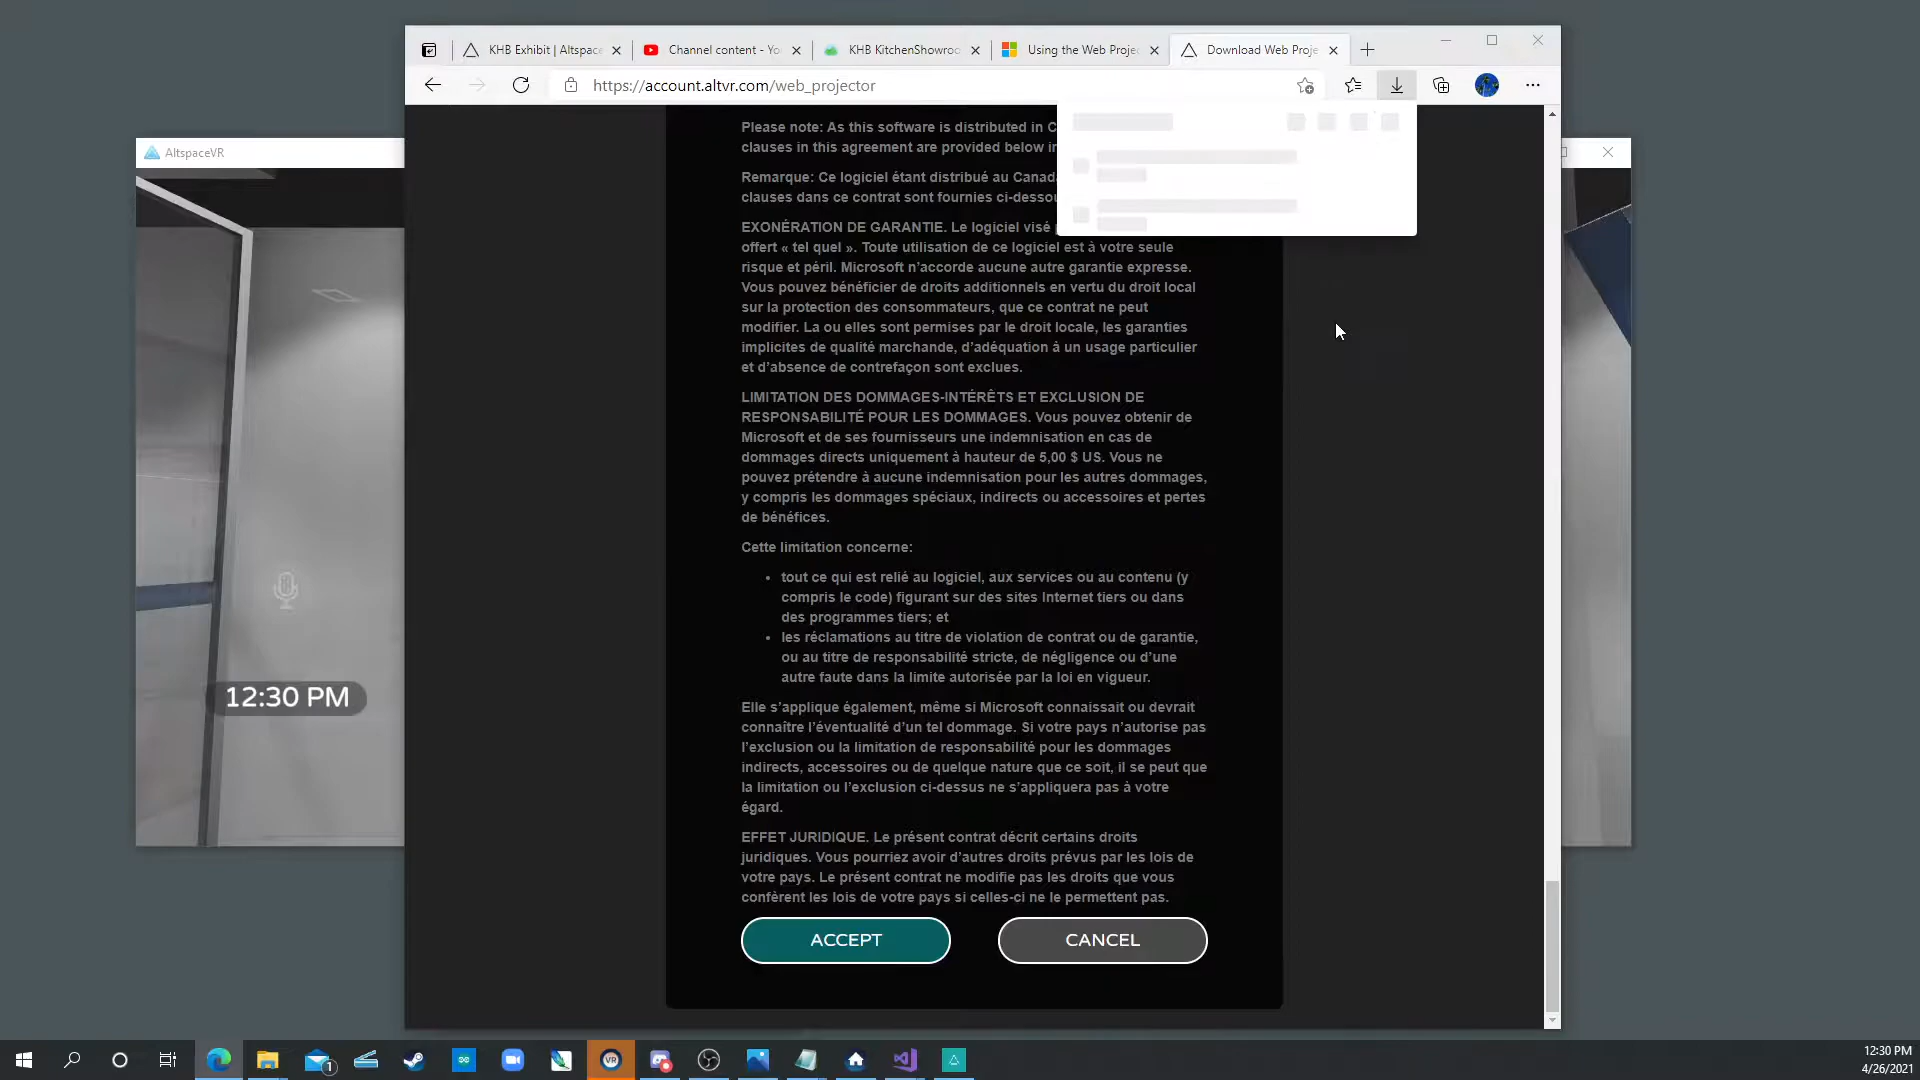 KHB Exhibit | Altspace
Channel content - Yo
KHB KitchenShowroo
Using the Web Projec
Download Web Proje
https://account.altvr.com/web_projector
AltspaceVR
Please note: As this software is distributed in C
clauses in this agreement are provided below in
Remarque: Ce logiciel étant distribué au Canad
clauses dans ce contrat sont fournies ci-dessou
EXONÉRATION DE GARANTIE. Le logiciel visé
offert « tel quel ». Toute utilisation de ce logiciel est à votre seule
risque et péril. Microsoft n’accorde aucune autre garantie expresse.
Vous pouvez bénéficier de droits additionnels en vertu du droit local
sur la protection des consommateurs, que ce contrat ne peut
modifier. La ou elles sont permises par le droit locale, les garanties
implicites de qualité marchande, d’adéquation à un usage particulier
et d’absence de contrefaçon sont exclues.
LIMITATION DES DOMMAGES-INTÉRÊTS ET EXCLUSION DE
RESPONSABILITÉ POUR LES DOMMAGES. Vous pouvez obtenir de
Microsoft et de ses fournisseurs une indemnisation en cas de
dommages directs uniquement à hauteur de 5,00 $ US. Vous ne
pouvez prétendre à aucune indemnisation pour les autres dommages,
y compris les dommages spéciaux, indirects ou accessoires et pertes
de bénéfices.
Cette limitation concerne:
• tout ce qui est relié au logiciel, aux services ou au contenu (y
compris le code) figurant sur des sites Internet tiers ou dans
des programmes tiers; et
• les réclamations au titre de violation de contrat ou de garantie,
ou au titre de responsabilité stricte, de négligence ou d’une
autre faute dans la limite autorisée par la loi en vigueur.
12:30 PM
Elle s’applique également, même si Microsoft connaissait ou devrait
connaître l’éventualité d’un tel dommage. Si votre pays n’autorise pas
l’exclusion ou la limitation de responsabilité pour les dommages
indirects, accessoires ou de quelque nature que ce soit, il se peut que
la limitation ou l’exclusion ci-dessus ne s’appliquera pas à votre
égard.
EFFET JURIDIQUE. Le présent contrat décrit certains droits
juridiques. Vous pourriez avoir d’autres droits prévus par les lois de
votre pays. Le présent contrat ne modifie pas les droits que vous
confèrent les lois de votre pays si celles-ci ne le permettent pas.
ACCEPT
CANCEL
1
VR
12:30 PM
4/26/2021